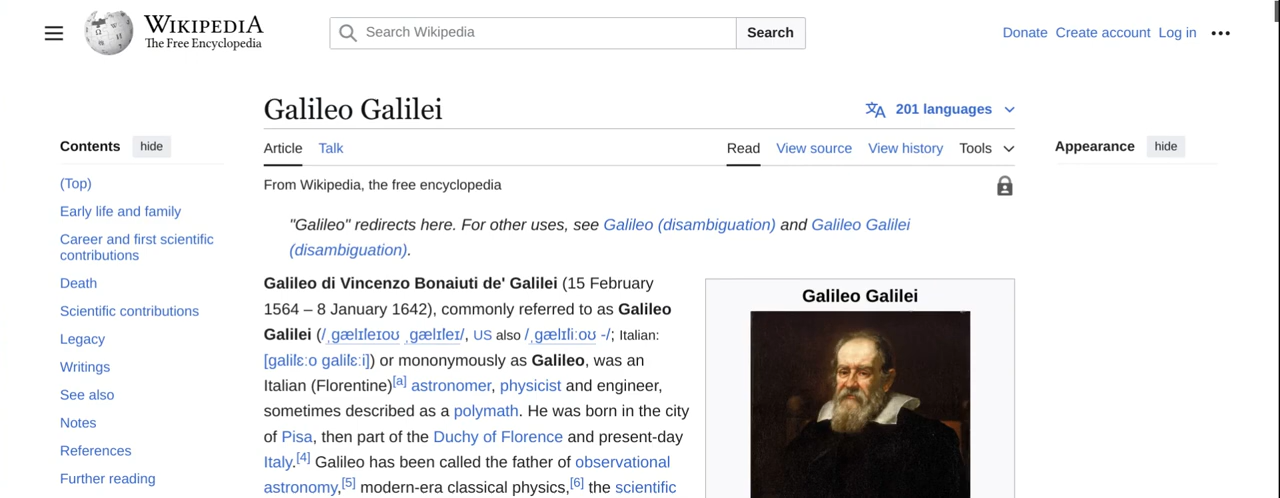 WIKIPEDIA
The Free Encyclopedia
Search Wikipedia
Search
Donate Create account Log in
Galileo Galilei
201 languages
Contents hide
Article Talk
Read View source View history Tools
Appearance hide
From Wikipedia, the free encyclopedia
(Top)
Early life and family
Career and first scientific
contributions
Death
Scientific contributions
Legacy
Writings
See also
Notes
References
Further reading
"Galileo" redirects here. For other uses, see Galileo (disambiguation) and Galileo Galilei
(disambiguation).
Galileo di Vincenzo Bonaiuti de' Galilei (15 February
1564 – 8 January 1642), commonly referred to as Galileo
Galilei (/ˌɡælɪˈleɪoʊ ˌɡælɪˈleɪ/, US also /ˌɡælɪˈliːoʊ -/; Italian:
[ɡaliˈlɛːo ɡaliˈlɛːi]) or mononymously as Galileo, was an
Italian (Florentine)[a] astronomer, physicist and engineer,
sometimes described as a polymath. He was born in the city
of Pisa, then part of the Duchy of Florence and present-day
Italy.[4] Galileo has been called the father of observational
astronomy,[5] modern-era classical physics,[6] the scientific
Galileo Galilei